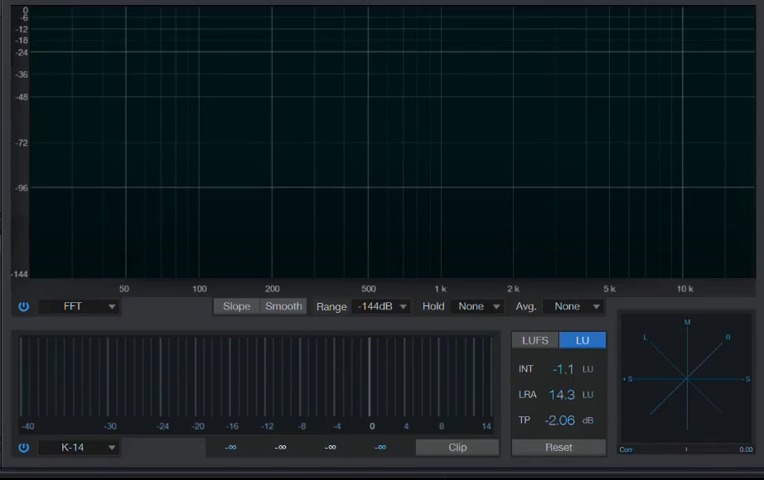 0
-6
-12
-18
-24
-36
-48
-72
-96
-144
50 100 200 500 1 k 2 k 5 k 10 k
FFT Slope Smooth Range -144dB Hold None Avg. None
LUFS LU
INT -1.1 LU
LRA 14.3 LU
TP -2.06 dB
Reset
-40 -30 -24 -20 -16 -12 -8 -4 0 4 8 14
K-14 -∞ -∞ -∞ -∞ Clip
M
L R
+S -S
Corr 1 0.00